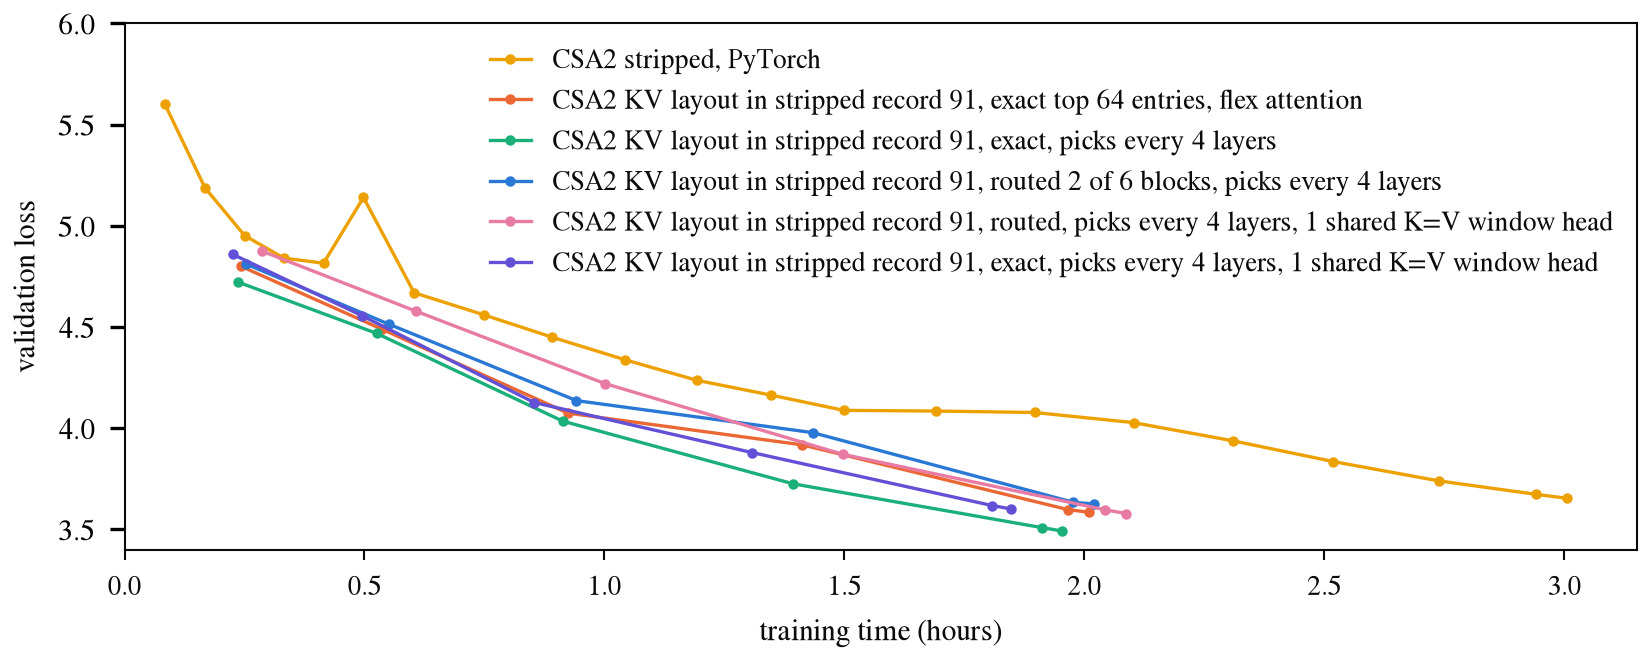 6.0
5.5
5.0
4.5
4.0
3.5
validation loss
CSA2 stripped, PyTorch
CSA2 KV layout in stripped record 91, exact top 64 entries, flex attention
CSA2 KV layout in stripped record 91, exact, picks every 4 layers
CSA2 KV layout in stripped record 91, routed 2 of 6 blocks, picks every 4 layers
CSA2 KV layout in stripped record 91, routed, picks every 4 layers, 1 shared K=V window head
CSA2 KV layout in stripped record 91, exact, picks every 4 layers, 1 shared K=V window head
0.0 0.5 1.0 1.5 2.0 2.5 3.0
training time (hours)